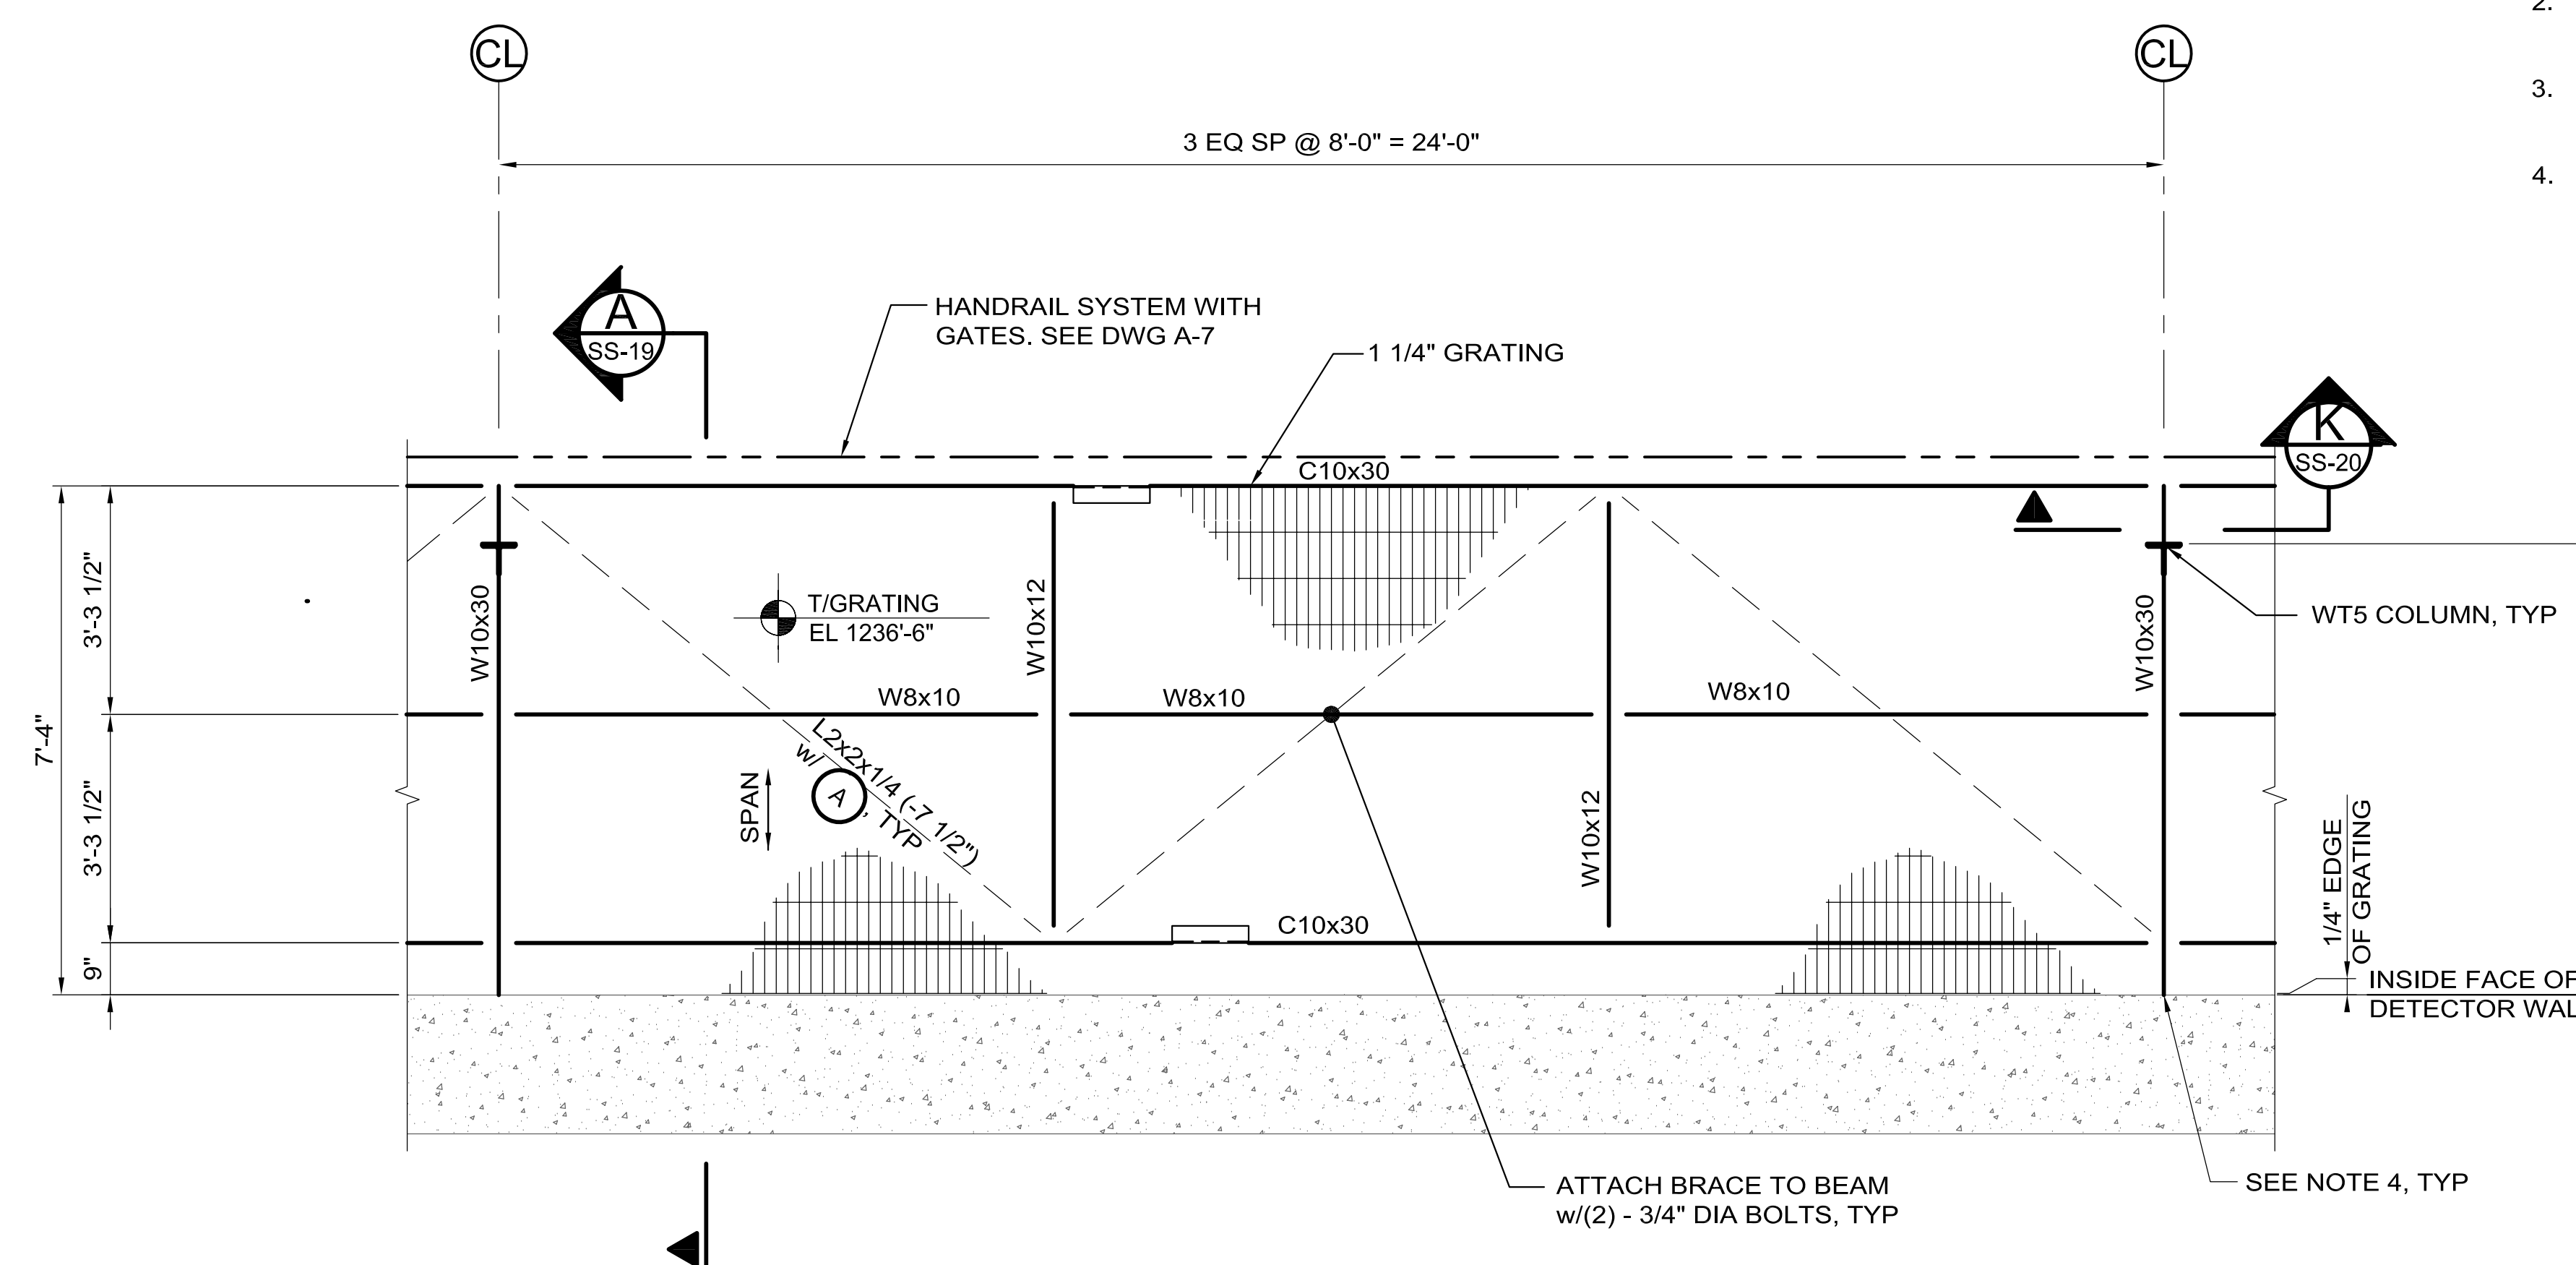 2.
CL
CL
3.
3 EQ SP @ 8'-0" = 24'-0"
4.
HANDRAIL SYSTEM WITH
GATES. SEE DWG A-7
A
SS-19
1 1/4" GRATING
K
SS-20
C10x30
3'-3 1/2"
W10x30
T/GRATING
EL 1236'-6"
W10x12
W10x30
WT5 COLUMN, TYP
7'-4"
W8x10
W8x10
W8x10
3'-3 1/2"
SPAN
L2x2x1/4 (-7 1/2")
w/ A, TYP
W10x12
1/4" EDGE
OF GRATING
C10x30
9"
INSIDE FACE OF
DETECTOR
ATTACH BRACE TO BEAM
w/(2) - 3/4" DIA BOLTS, TYP
SEE NOTE 4, TYP